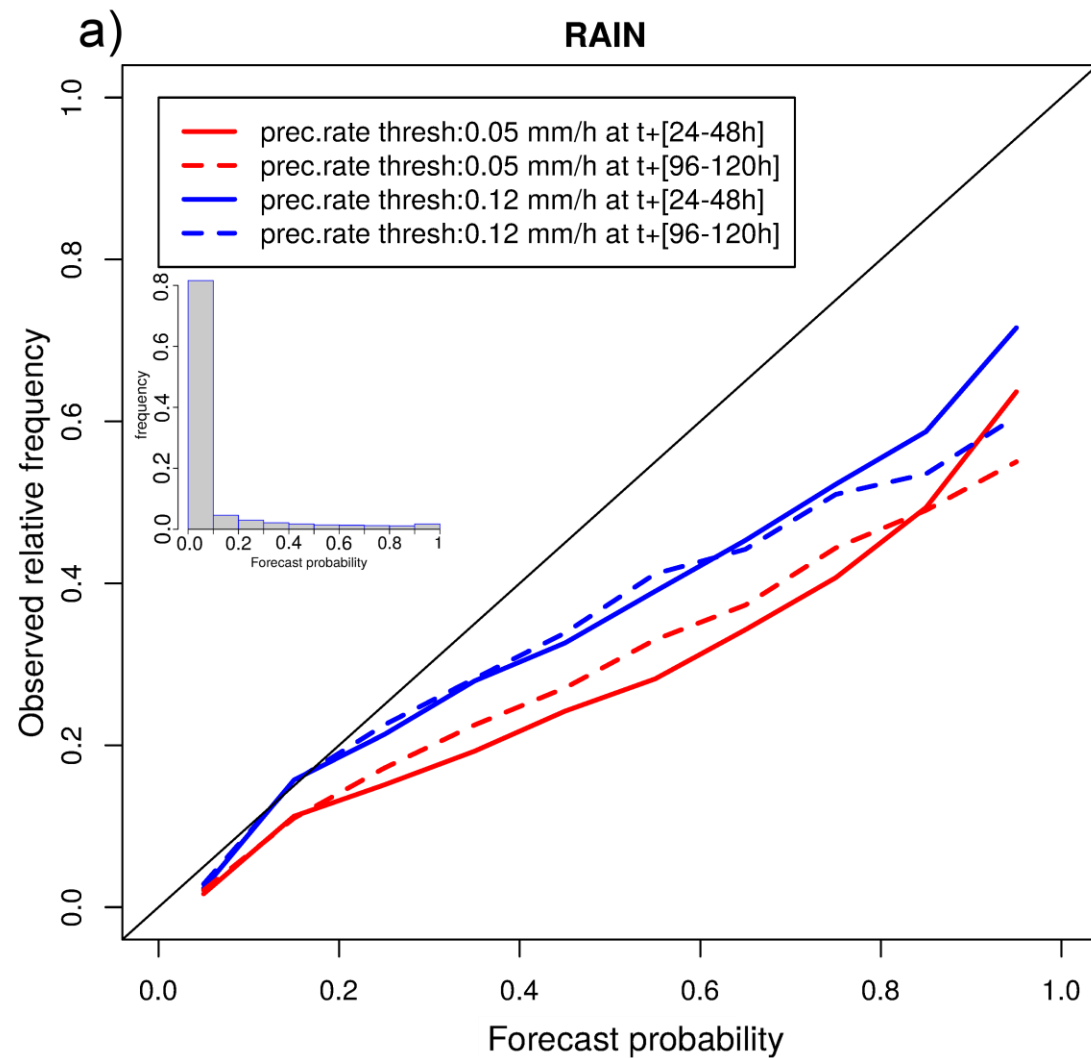 a)
RAIN
prec.rate thresh:0.05 mm/h at t+[24-48h]
prec.rate thresh:0.05 mm/h at t+[96-120h]
prec.rate thresh:0.12 mm/h at t+[24-48h]
prec.rate thresh:0.12 mm/h at t+[96-120h]
Observed relative frequency
1.0
0.8
0.6
0.4
0.2
0.0
frequency
0.8
0.6
0.4
0.2
0.0
0.0 0.2 0.4 0.6 0.8 1
Forecast probability
0.0 0.2 0.4 0.6 0.8 1.0
Forecast probability